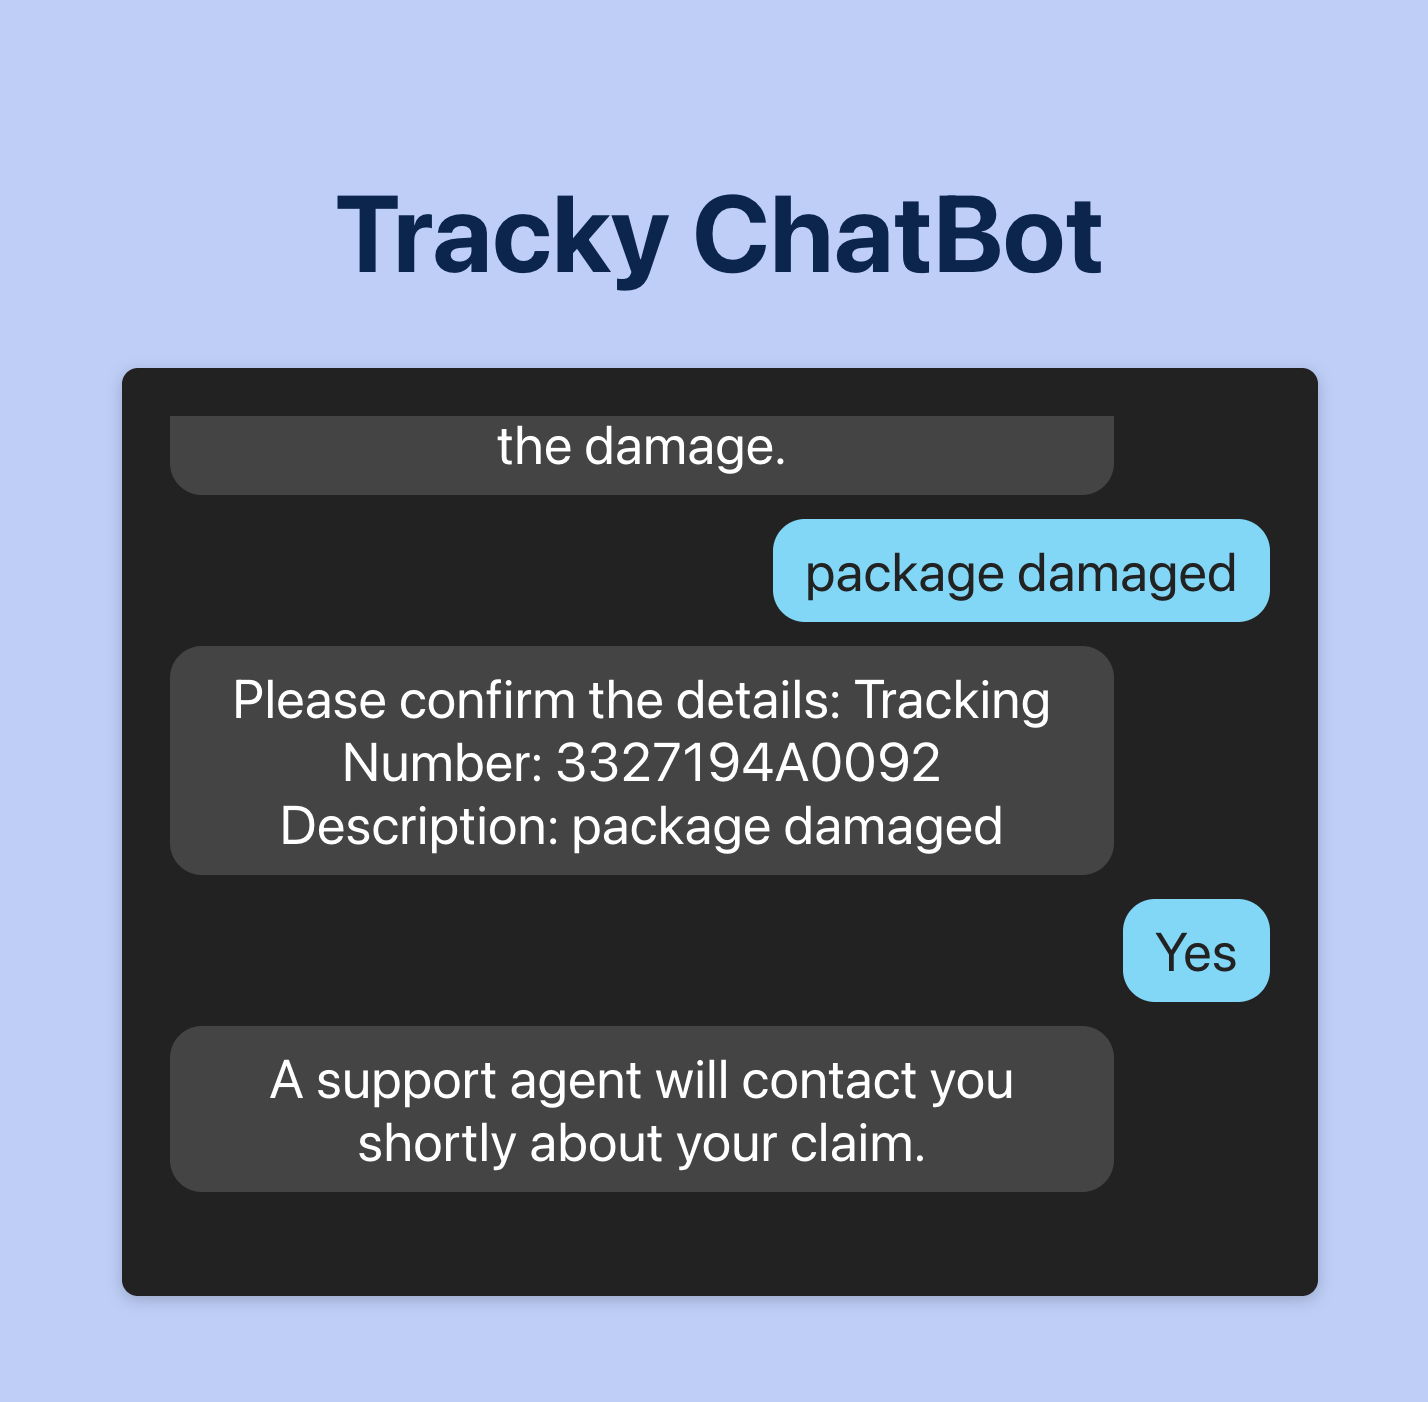 Tracky ChatBot
the damage.
package damaged
Please confirm the details: Tracking
Number: 3327194A0092
Description: package damaged
Yes
A support agent will contact you
shortly about your claim.